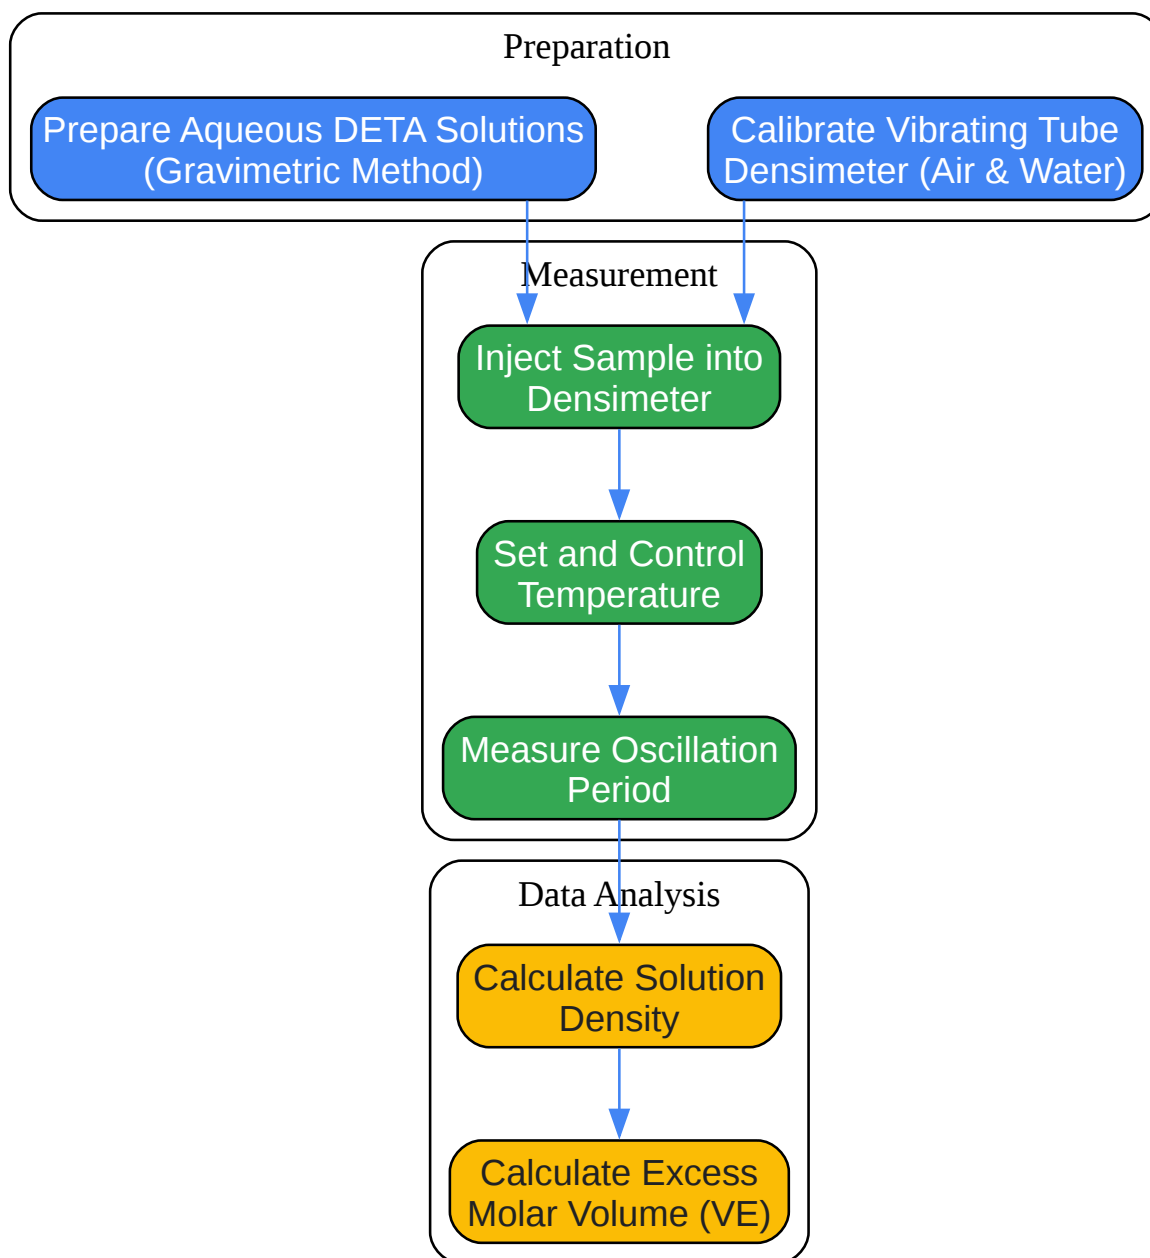 Preparation
Prepare Aqueous DETA Solutions
(Gravimetric Method)
Calibrate Vibrating Tube
Densimeter (Air & Water)
Measurement
Inject Sample into
Densimeter
Set and Control
Temperature
Measure Oscillation
Period
Data Analysis
Calculate Solution
Density
Calculate Excess
Molar Volume (VE)